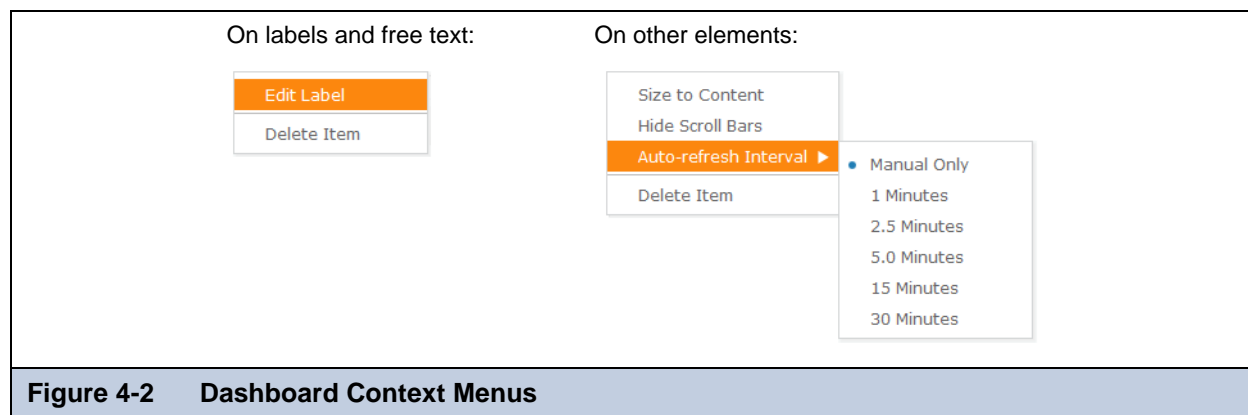 On labels and free text:
Edit Label
Delete Item
On other elements:
Size to Content
Hide Scroll Bars
Auto-refresh Interval
Delete Item
Manual Only
1 Minutes
2.5 Minutes
5.0 Minutes
15 Minutes
30 Minutes
Figure 4-2 Dashboard Context Menus